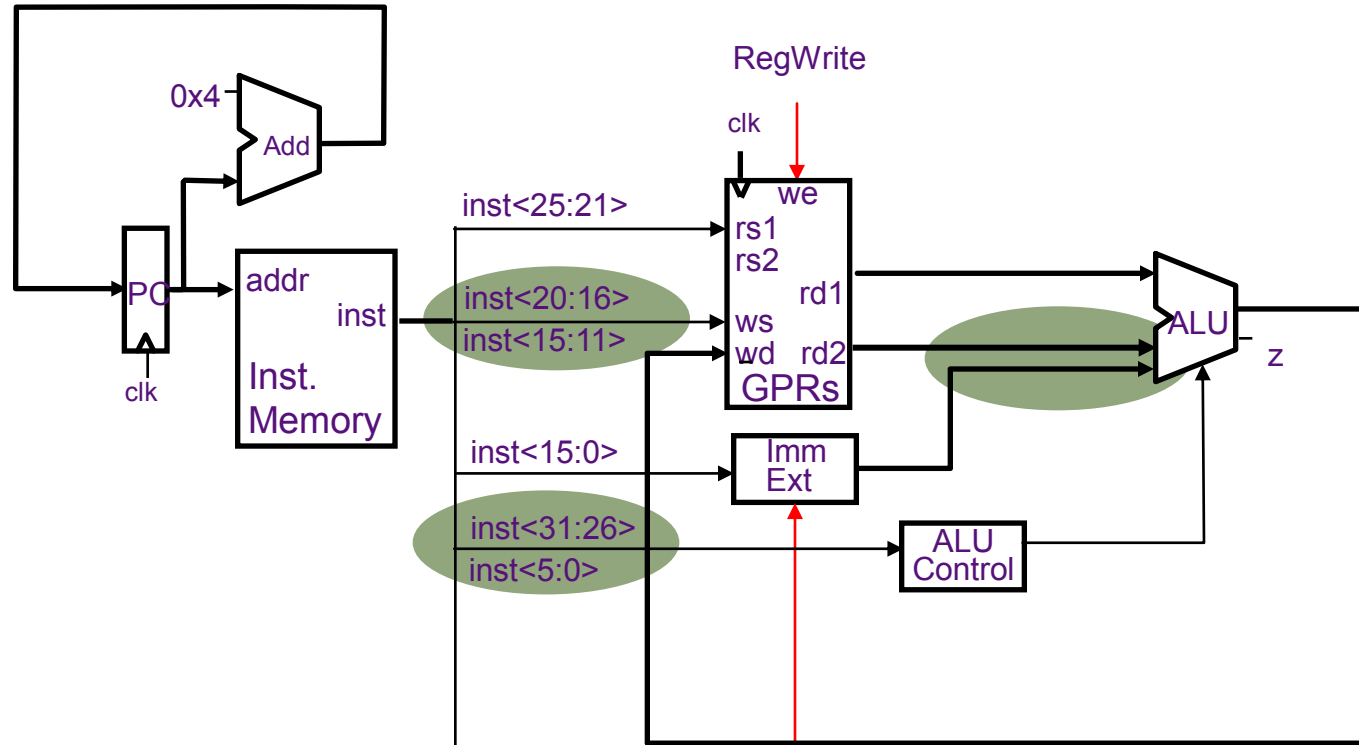 RegWrite
0x4
Add
clk
we
inst<25:21>
rs1
rs2
PC
addr
inst
inst<20:16>
rd1
ws
ALU
inst<15:11>
wd
rd2
z
clk
Inst.
Memory
GPRs
inst<15:0>
Imm
Ext
inst<31:26>
ALU
Control
inst<5:0>